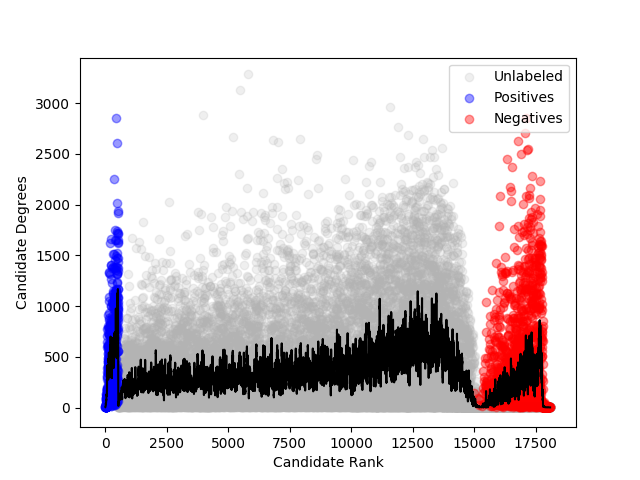 Unlabeled
Positives
Negatives
3000
2500
2000
1500
1000
500
0
Candidate Degrees
0 2500 5000 7500 10000 12500 15000 17500
Candidate Rank